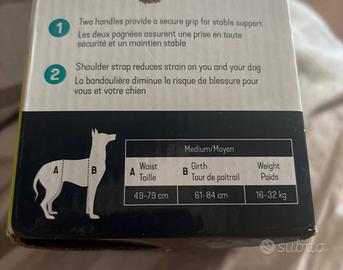 1 Two handles provide a secure grip for stable support
Les deux poignées assurent une prise en toute
sécurité et un maintien stable
2 Shoulder strap reduces strain on you and your dog
La bandoulière diminue le risque de blessure pour
vous et votre chien
Medium/Moyen
A Waist Taille
B Girth Tour de poitrail
Weight Poids
49-79 cm 61-84 cm 16-32 kg
A B
subito